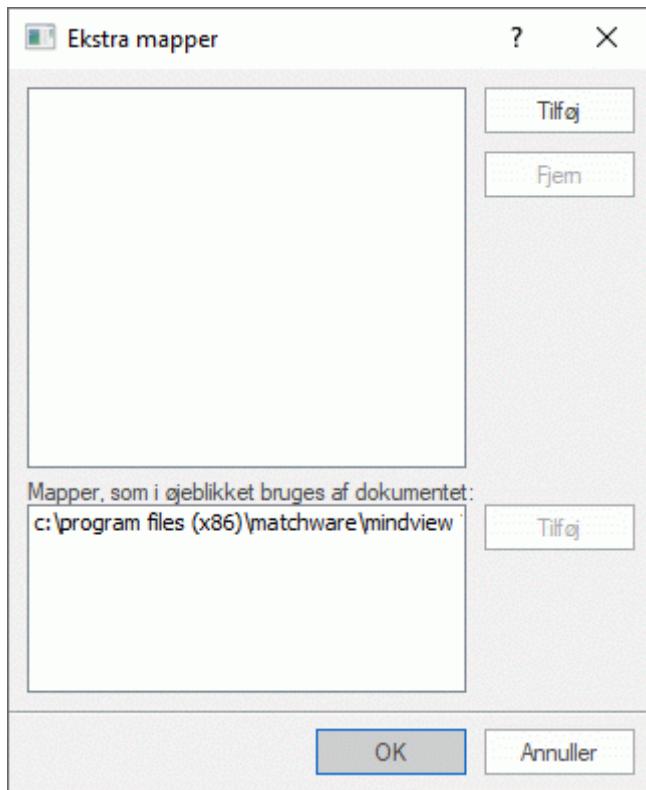 Ekstra mapper
?
Tilføj
Fjern
Mapper, som i øjeblikket bruges af dokumentet:
c:\program files (x86)\matchware\mindview
Tilføj
OK
Annuller